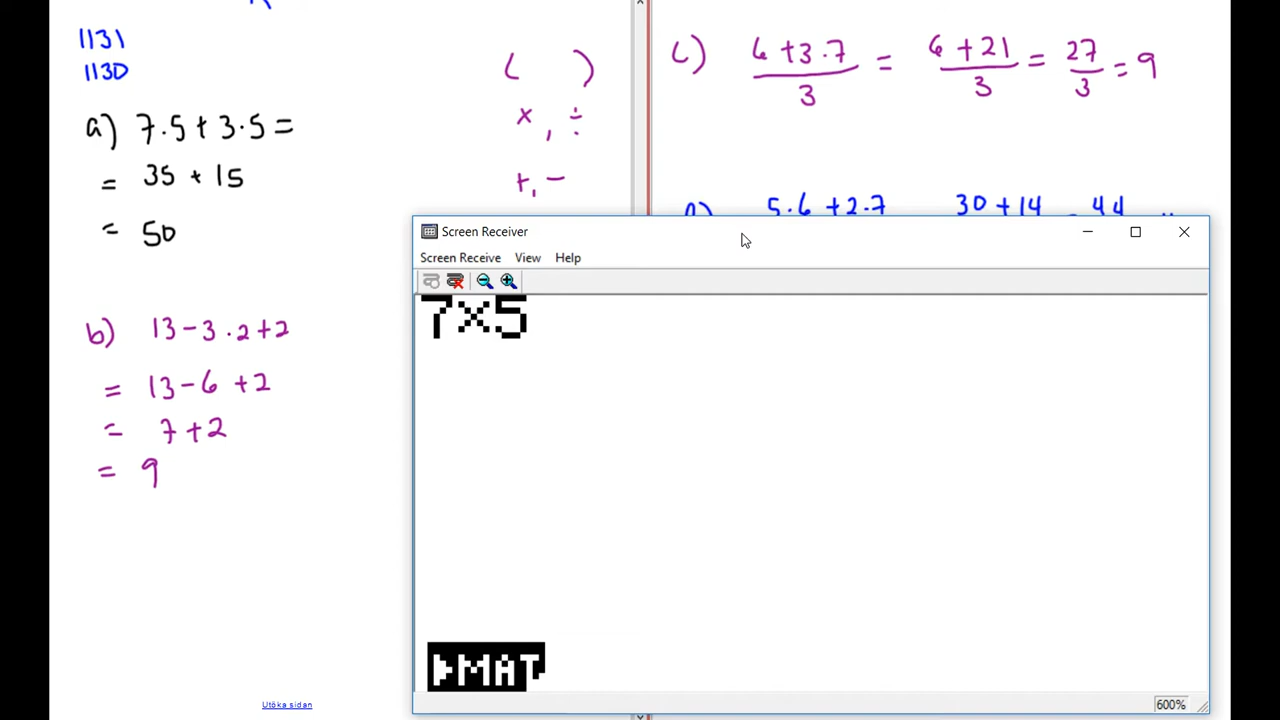 1131
1130
a) 7·5 + 3·5 =
= 35 + 15
= 50
b) 13 - 3·2 + 2
= 13 - 6 + 2
= 7 + 2
= 9
( )
×, ÷
+, -
c) (6 + 3·7)/3 = (6 + 21)/3 = 27/3 = 9
5·6 + 2·7 30 + 14 44
Screen Receiver
Screen Receive View Help
7×5
▶MAT
600%
Utöka sidan